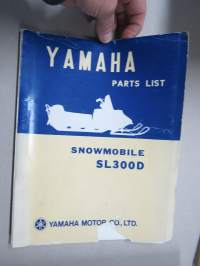 YAMAHA
PARTS LIST
SNOWMOBILE
SL300D
YAMAHA MOTOR CO., LTD.